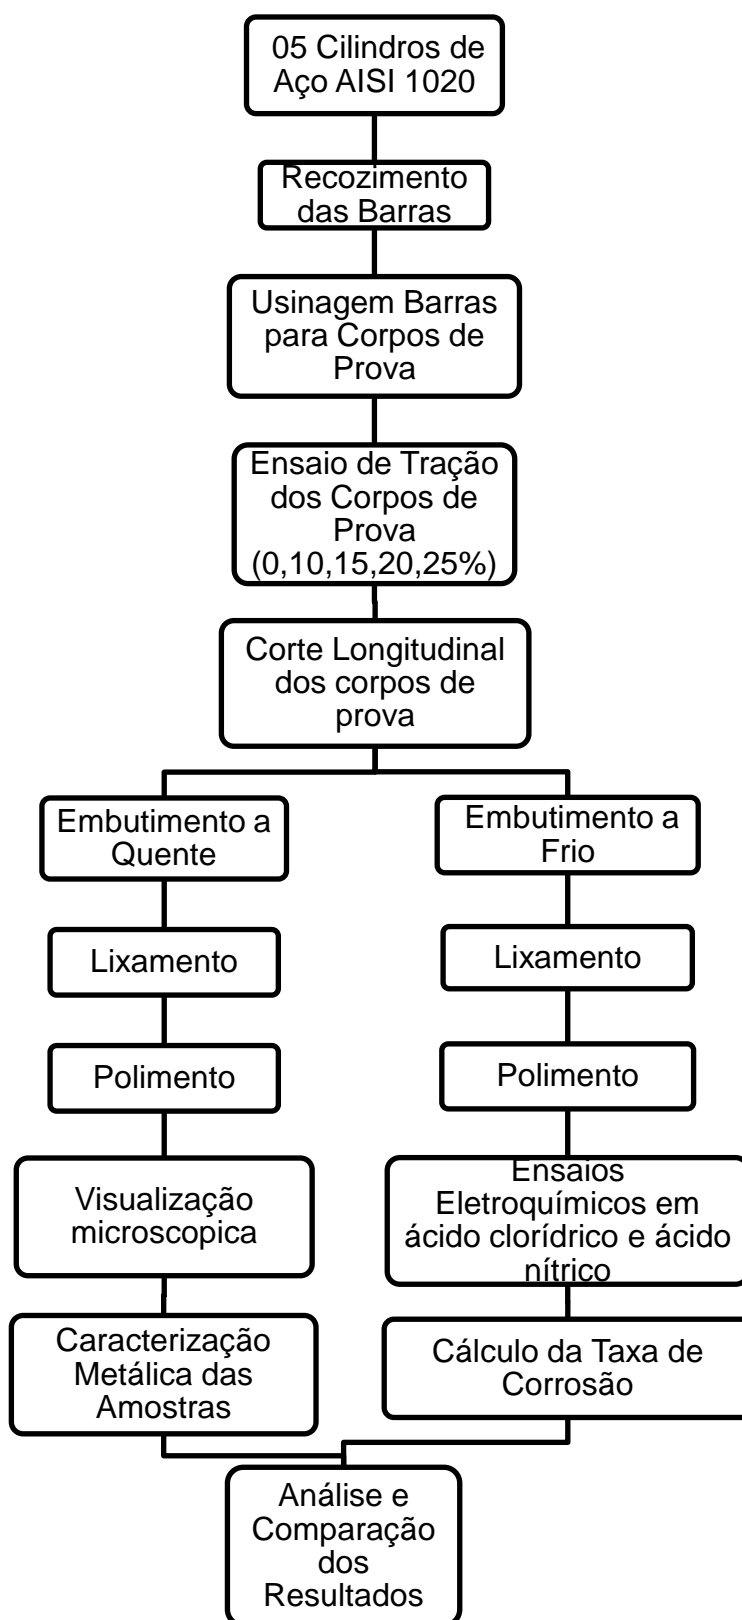 05 Cilindros de
Aço AISI 1020
Recozimento
das Barras
Usinagem Barras
para Corpos de
Prova
Ensaio de Tração
dos Corpos de
Prova
(0,10,15,20,25%)
Corte Longitudinal
dos corpos de
prova
Embutimento a
Quente
Lixamento
Polimento
Visualização
microscopica
Caracterização
Metálica das
Amostras
Embutimento a
Frio
Lixamento
Polimento
Ensaios
Eletroquímicos em
ácido clorídrico e ácido
nítrico
Cálculo da Taxa de
Corrosão
Análise e
Comparação
dos
Resultados